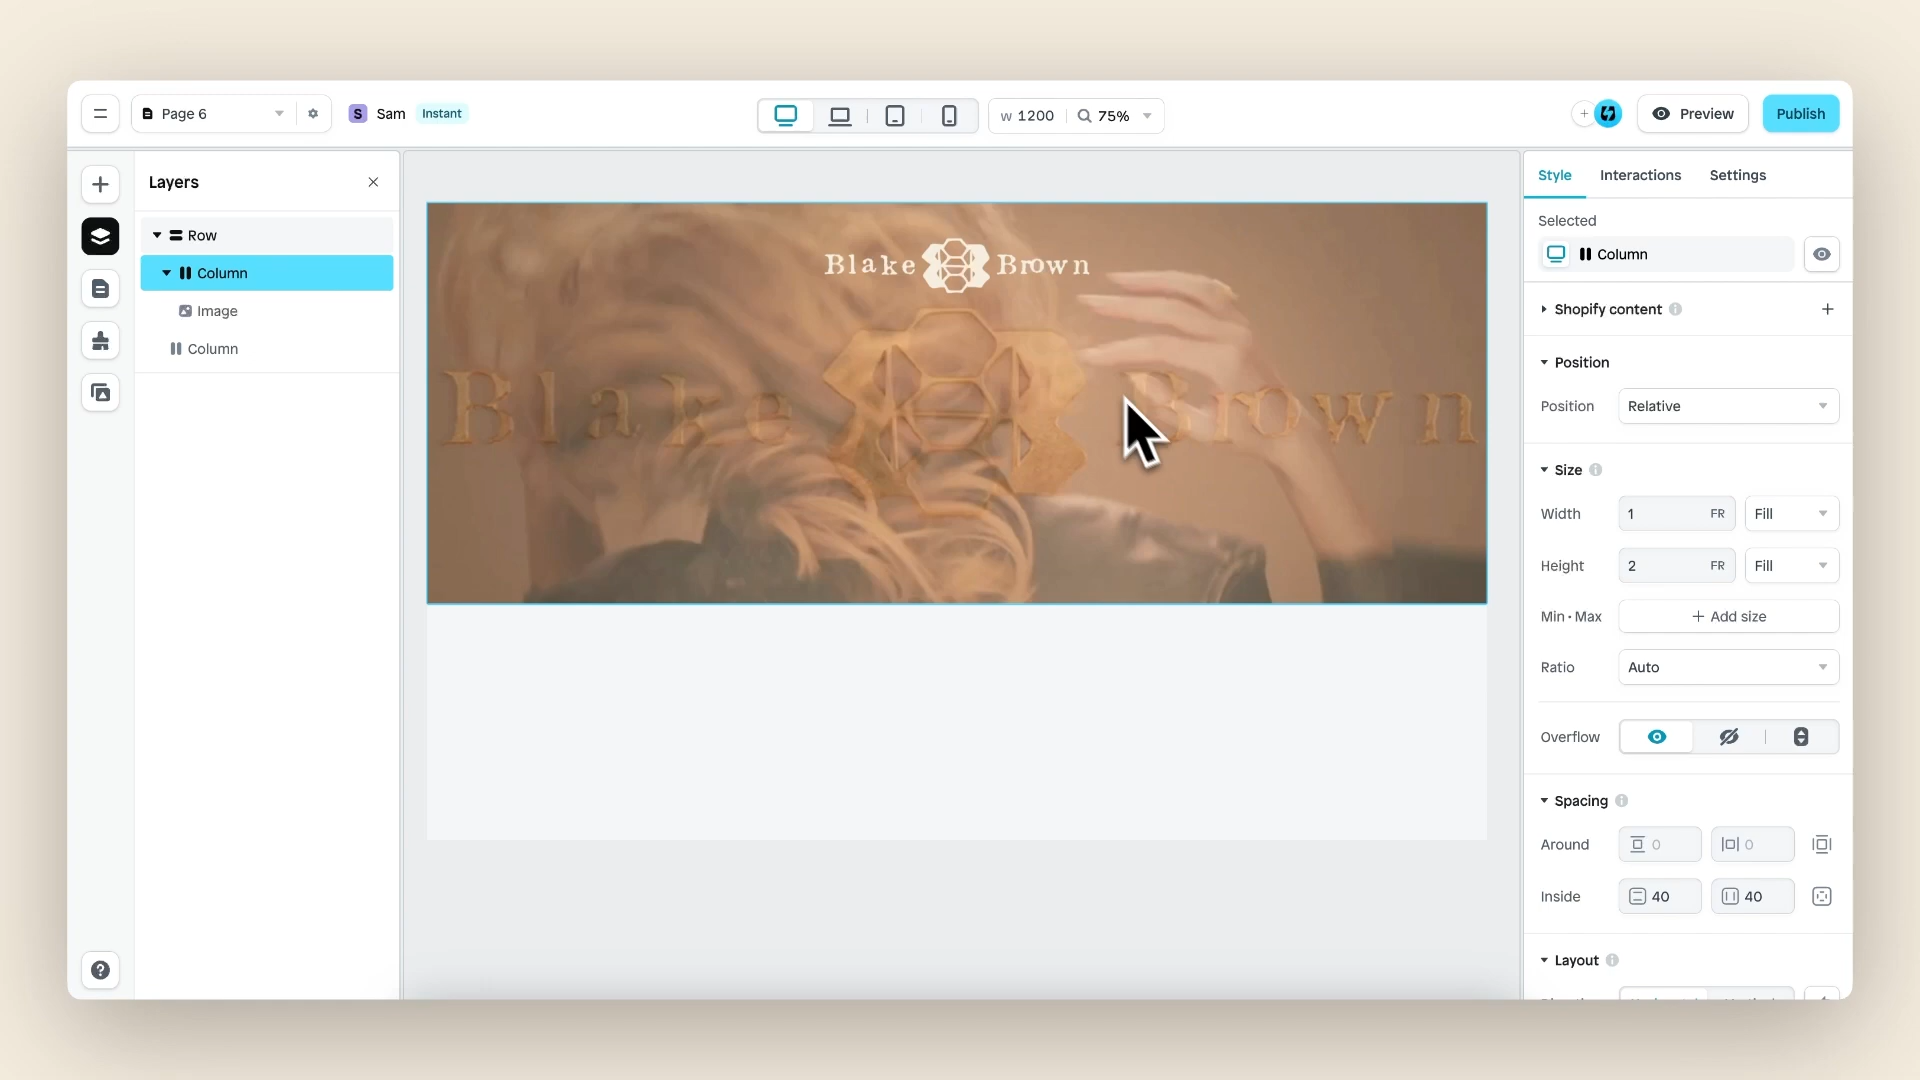 Page 6
S Sam Instant
W 1200
75%
Preview
Publish
Layers
Row
Column
Image
Column
Blake Brown
Blake Brown
Style Interactions Settings
Selected
Column
Shopify content
Position
Position Relative
Size
Width 1 FR Fill
Height 2 FR Fill
Min · Max + Add size
Ratio Auto
Overflow
Spacing
Around 0 0
Inside 40 40
Layout